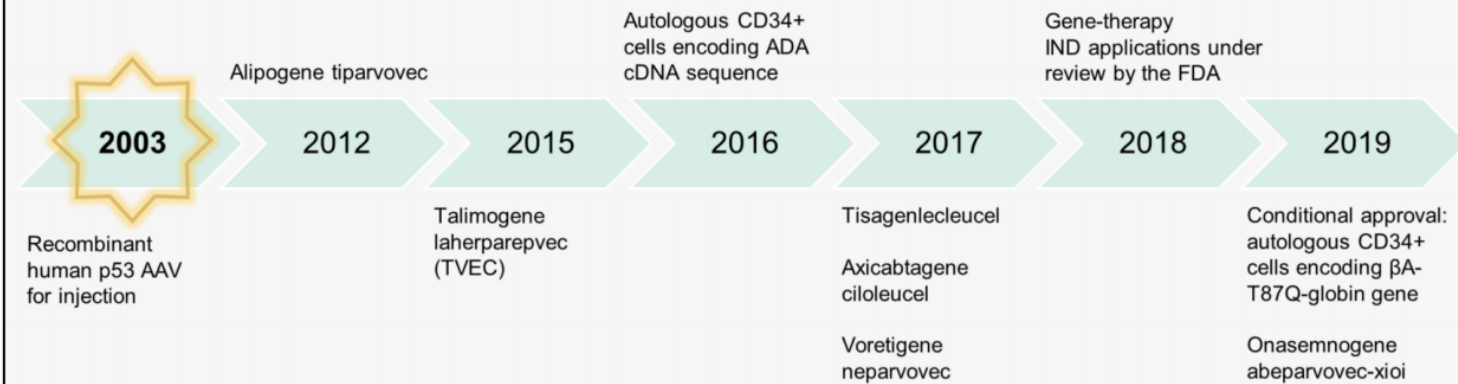 2003
Recombinant
human p53 AAV
for injection
Alipogene tiparvovec
2012
2015
Talimogene
laherparepvec
(TVEC)
Autologous CD34+
cells encoding ADA
cDNA sequence
2016
2017
Tisagenlecleucel
Axicabtagene
ciloleucel
Voretigene
neparvovec
Gene-therapy
IND applications under
review by the FDA
2018
2019
Conditional approval:
autologous CD34+
cells encoding βA-
T87Q-globin gene
Onasemnogene
abeparvovec-xioi